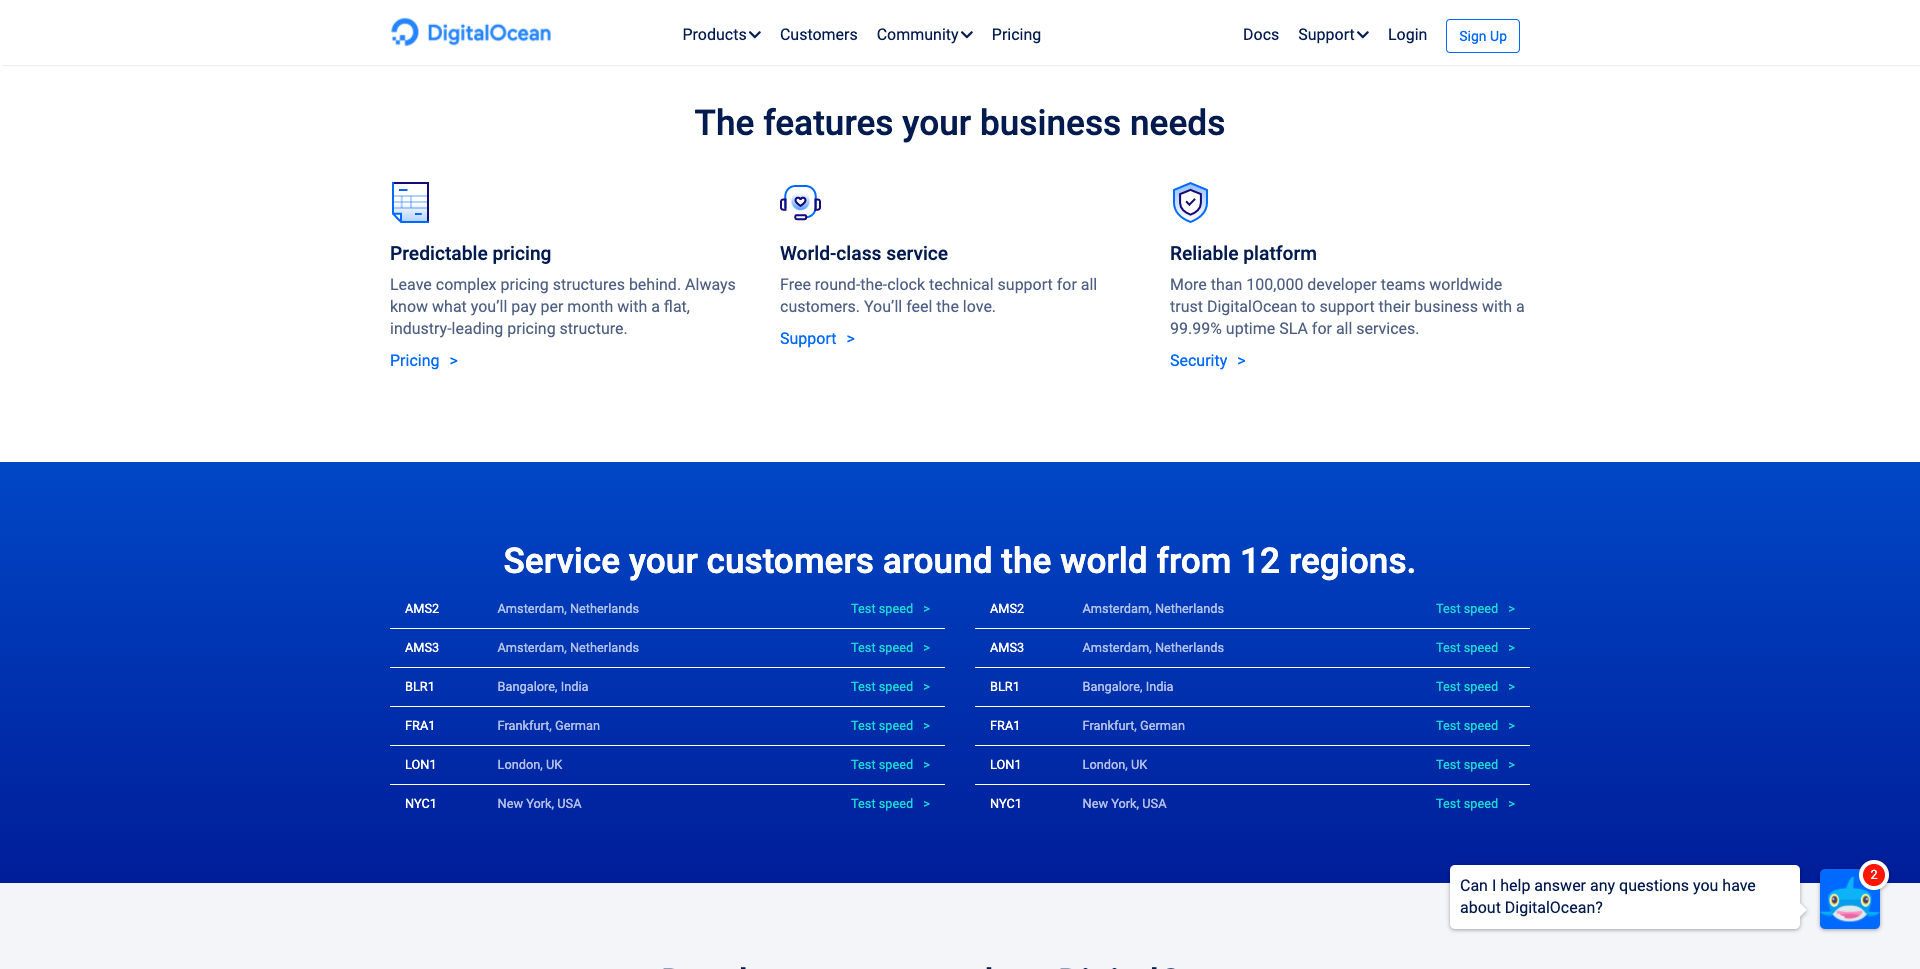 DigitalOcean
Products Customers Community Pricing
Docs Support Login Sign Up
The features your business needs
Predictable pricing
Leave complex pricing structures behind. Always
know what you’ll pay per month with a flat,
industry-leading pricing structure.
Pricing >
World-class service
Free round-the-clock technical support for all
customers. You’ll feel the love.
Support >
Reliable platform
More than 100,000 developer teams worldwide
trust DigitalOcean to support their business with a
99.99% uptime SLA for all services.
Security >
Service your customers around the world from 12 regions.
AMS2 Amsterdam, Netherlands Test speed >
AMS3 Amsterdam, Netherlands Test speed >
BLR1 Bangalore, India Test speed >
FRA1 Frankfurt, German Test speed >
LON1 London, UK Test speed >
NYC1 New York, USA Test speed >
AMS2 Amsterdam, Netherlands Test speed >
AMS3 Amsterdam, Netherlands Test speed >
BLR1 Bangalore, India Test speed >
FRA1 Frankfurt, German Test speed >
LON1 London, UK Test speed >
NYC1 New York, USA Test speed >
Can I help answer any questions you have
about DigitalOcean?
2